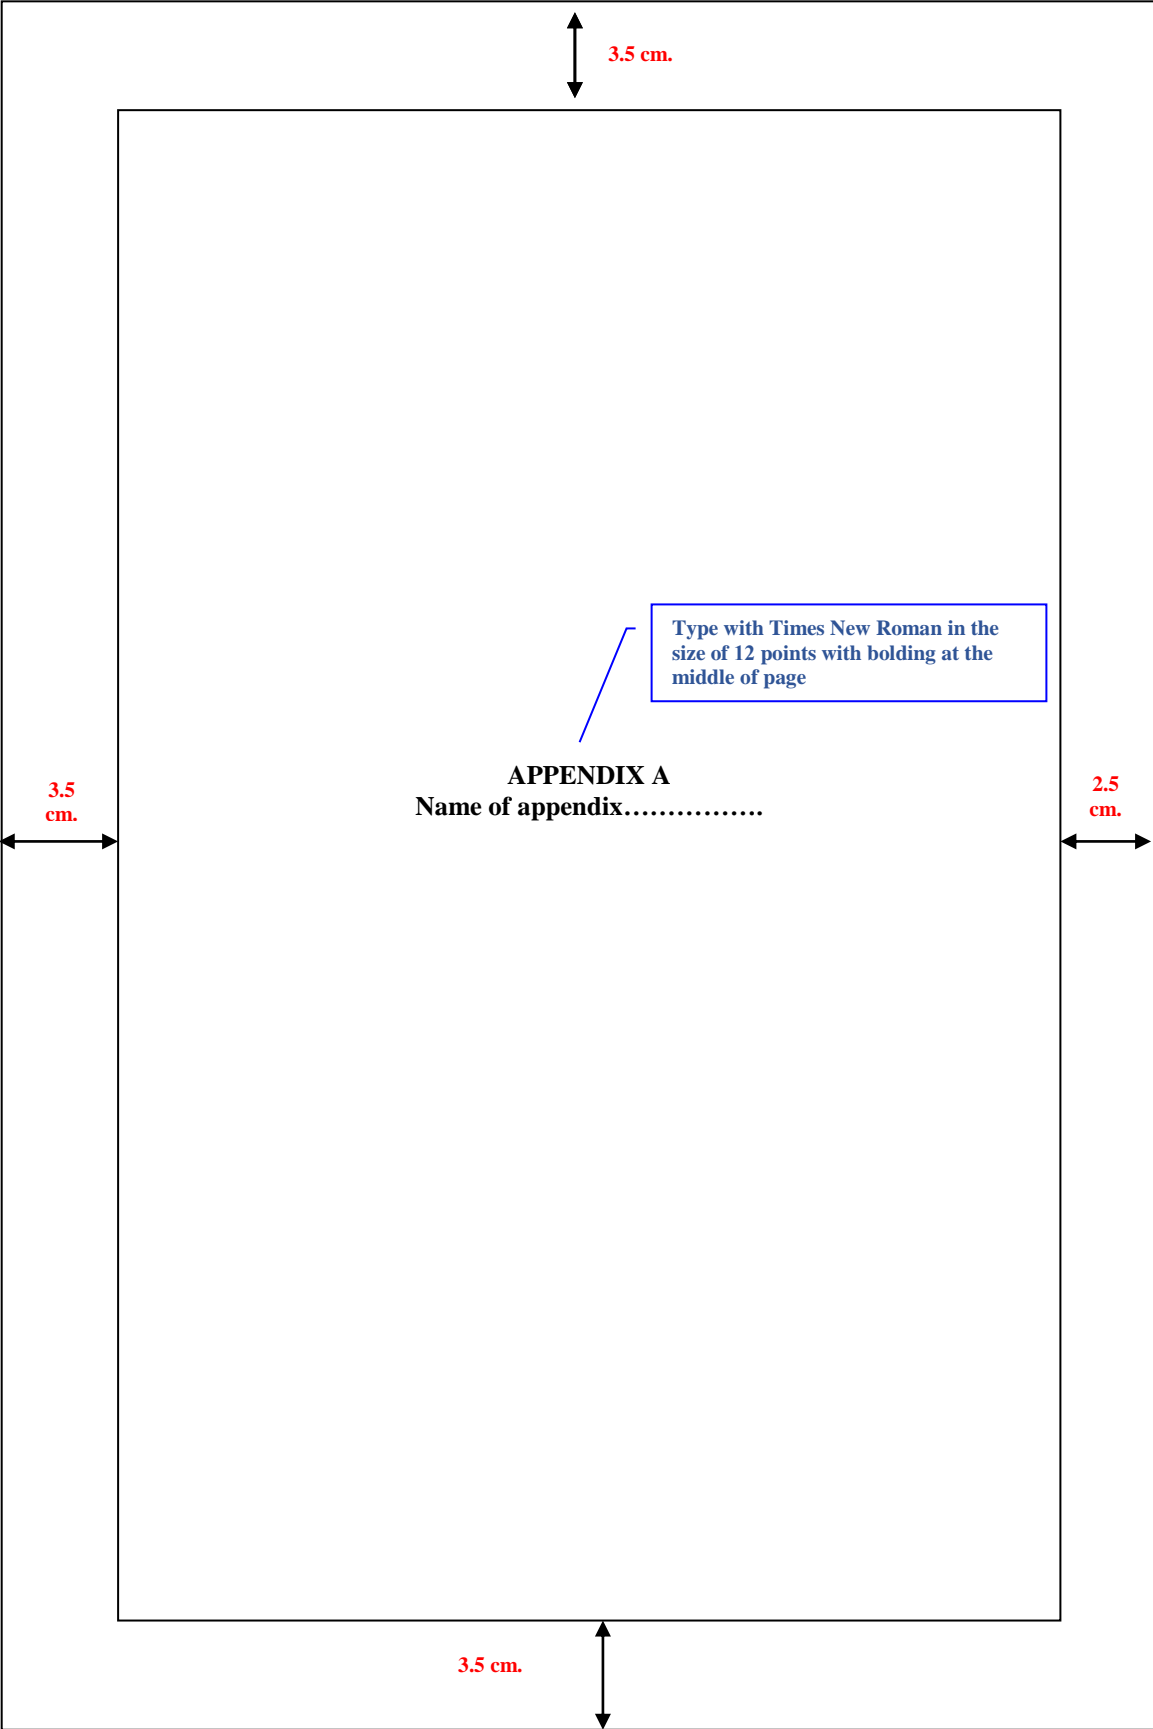 3.5 cm.
Type with Times New Roman in the
size of 12 points with bolding at the
middle of page
APPENDIX A
Name of appendix................
3.5
cm.
2.5
cm.
3.5 cm.